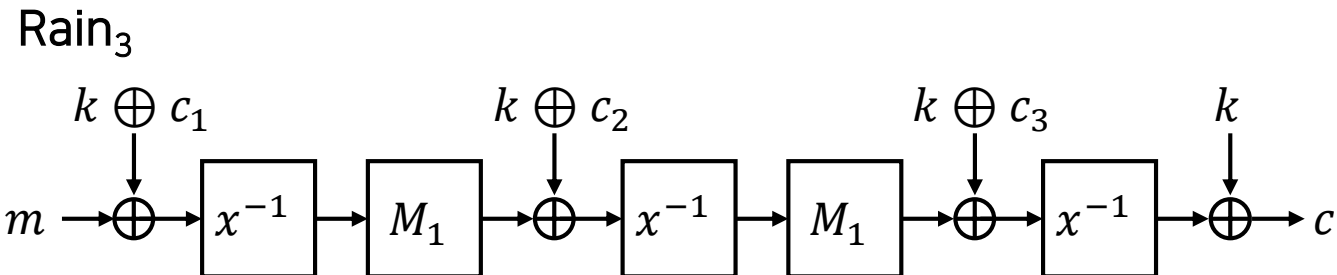 Rain₃
k ⊕ c₁ k ⊕ c₂ k ⊕ c₃ k
m x⁻¹ M₁ x⁻¹ M₁ x⁻¹ c